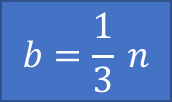 b = 1/3 n